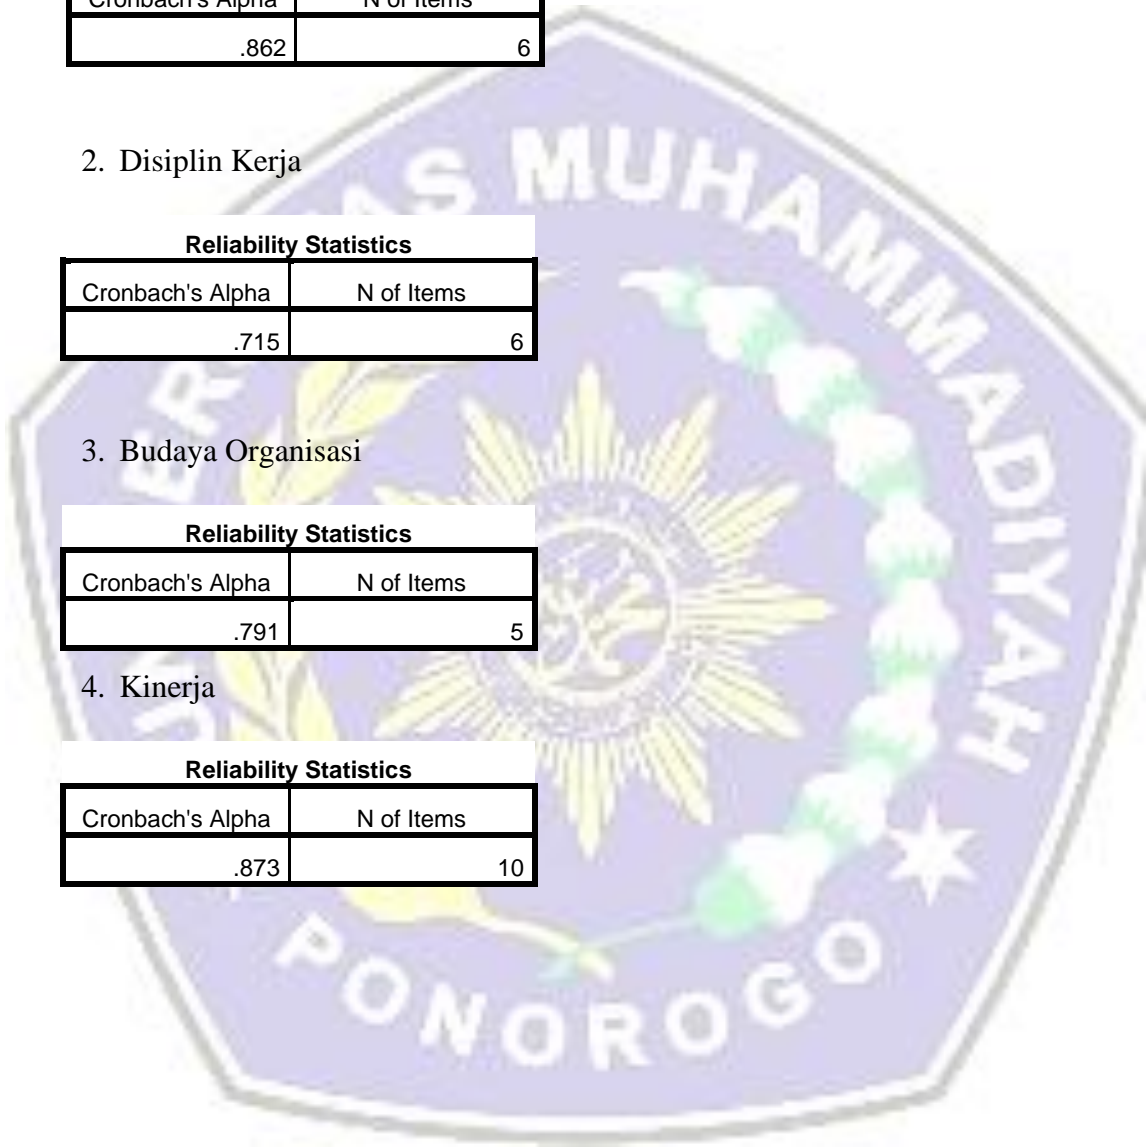 Cronbach's Alpha N of Items
.862 6
2. Disiplin Kerja
Reliability Statistics
Cronbach's Alpha N of Items
.715 6
3. Budaya Organisasi
Reliability Statistics
Cronbach's Alpha N of Items
.791 5
4. Kinerja
Reliability Statistics
Cronbach's Alpha N of Items
.873 10
MUHAMMADIYAH
PONOROGO